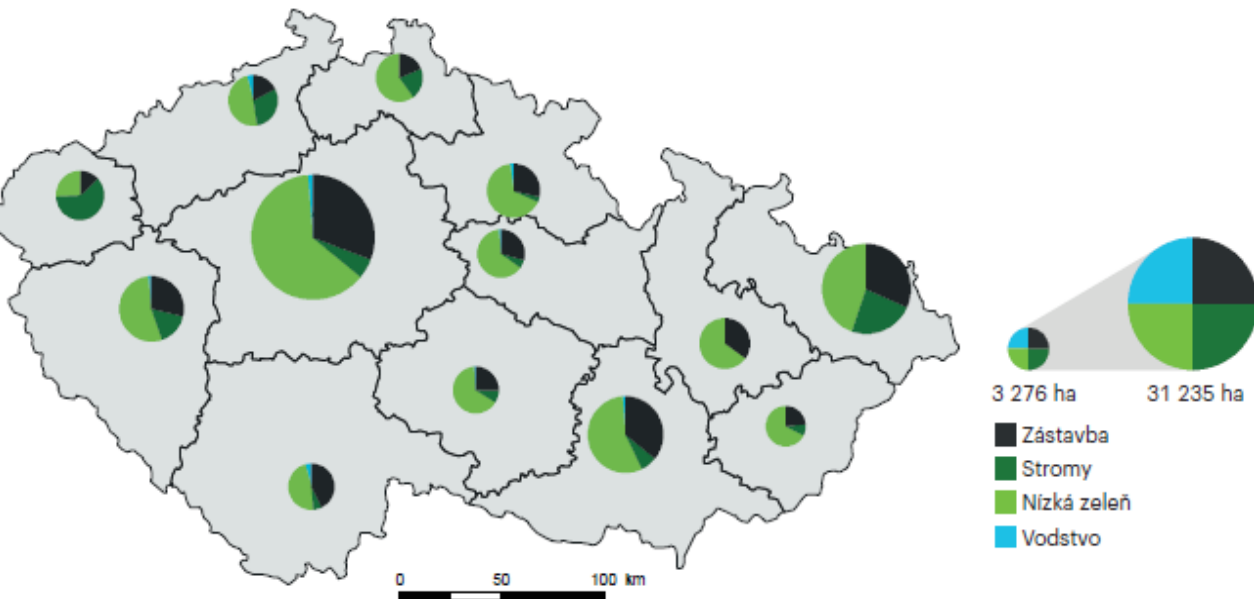 3 276 ha
31 235 ha
Zástavba
Stromy
Nízká zeleň
Vodstvo
0 50 100 km